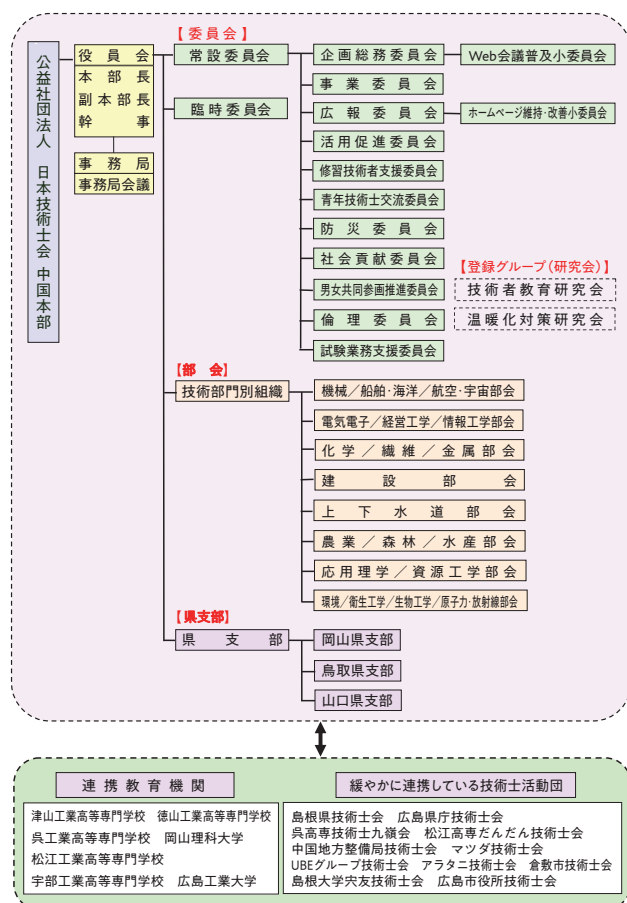 公益社団法人 日本技術士会 中国本部
役員会
本部長
副本部長
幹事
事務局
事務局会議
【委員会】
常設委員会
臨時委員会
企画総務委員会
Web会議普及小委員会
事業委員会
広報委員会
ホームページ維持・改善小委員会
活用促進委員会
修習技術者支援委員会
青年技術士交流委員会
防災委員会
社会貢献委員会
男女共同参画推進委員会
倫理委員会
試験業務支援委員会
【登録グループ(研究会)】
技術者教育研究会
温暖化対策研究会
【部 会】
技術部門別組織
機械/船舶・海洋/航空・宇宙部会
電気電子/経営工学/情報工学部会
化学/繊維/金属部会
建設部会
上下水道部会
農業/森林/水産部会
応用理学/資源工学部会
環境/衛生工学/生物工学/原子力・放射線部会
【県支部】
県支部
岡山県支部
鳥取県支部
山口県支部
連携教育機関
津山工業高等専門学校 徳山工業高等専門学校
呉工業高等専門学校 岡山理科大学
松江工業高等専門学校
宇部工業高等専門学校 広島工業大学
緩やかに連携している技術士活動団
島根県技術士会 広島県庁技術士会
呉高専技術士九嶺会 松江高専だんだん技術士会
中国地方整備局技術士会 マツダ技術士会
UBEグループ技術士会 アラタニ技術士会 倉敷市技術士会
島根大学宍友技術士会 広島市役所技術士会